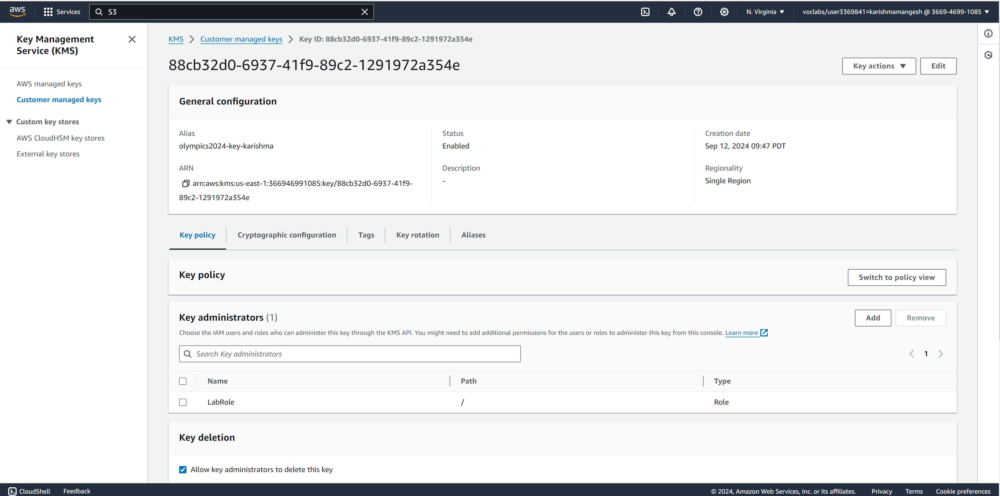 aws
Services
S3
N. Virginia
voclabs/user3369841=karishmamangesh @ 3669-4699-1085
Key Management
Service (KMS)
AWS managed keys
Customer managed keys
Custom key stores
AWS CloudHSM key stores
External key stores
KMS
Customer managed keys
Key ID: 88cb32d0-6937-41f9-89c2-1291972a354e
88cb32d0-6937-41f9-89c2-1291972a354e
Key actions
Edit
General configuration
Alias
olympics2024-key-karishma
ARN
arn:aws:kms:us-east-1:366946991085:key/88cb32d0-6937-41f9-
89c2-1291972a354e
Status
Enabled
Description
-
Creation date
Sep 12, 2024 09:47 PDT
Regionality
Single Region
Key policy
Cryptographic configuration
Tags
Key rotation
Aliases
Key policy
Switch to policy view
Key administrators (1)
Add
Remove
Choose the IAM users and roles who can administer this key through the KMS API. You might need to add additional permissions for the users or roles to administer this key from this console. Learn more
Search Key administrators
1
Name
Path
Type
LabRole
/
Role
Key deletion
Allow key administrators to delete this key
CloudShell
Feedback
© 2024, Amazon Web Services, Inc. or its affiliates.
Privacy
Terms
Cookie preferences